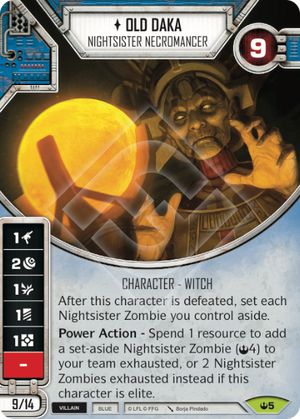 OLD DAKA
NIGHTSISTER NECROMANCER
9
1
2
1
1
1
–
9/14
CHARACTER - WITCH
After this character is defeated, set each
Nightsister Zombie you control aside.
Power Action - Spend 1 resource to add
a set-aside Nightsister Zombie (4) to
your team exhausted, or 2 Nightsister
Zombies exhausted instead if this
character is elite.
VILLAIN
BLUE
© LFL © FFG
Borja Pindado
5